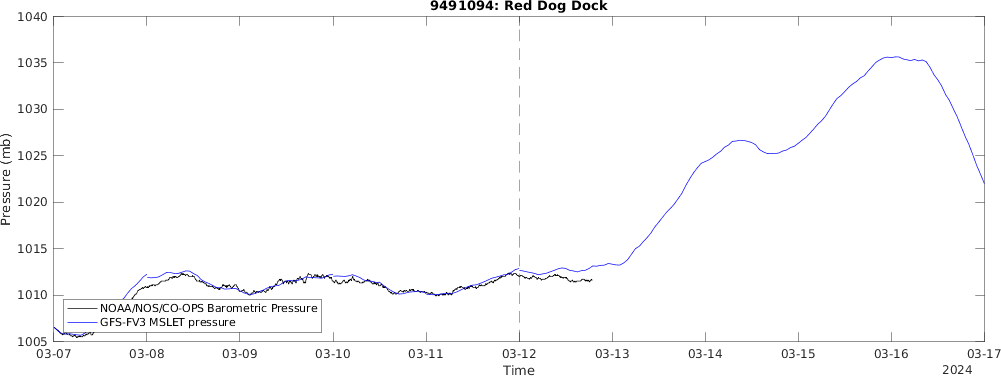 9491094: Red Dog Dock
1040
1035
1030
1025
1020
1015
1010
1005
Pressure (mb)
NOAA/NOS/CO-OPS Barometric Pressure
GFS-FV3 MSLET pressure
03-07 03-08 03-09 03-10 03-11 03-12 03-13 03-14 03-15 03-16 03-17
Time
2024